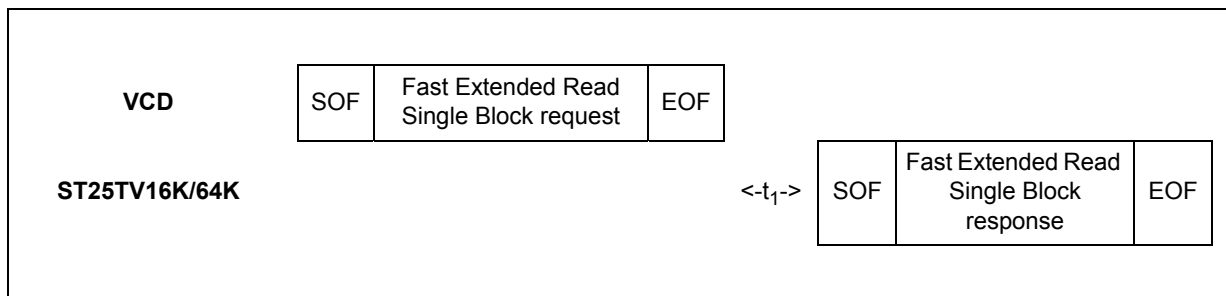 VCD
SOF
Fast Extended Read
Single Block request
EOF
ST25TV16K/64K
<-t1->
SOF
Fast Extended Read
Single Block
response
EOF